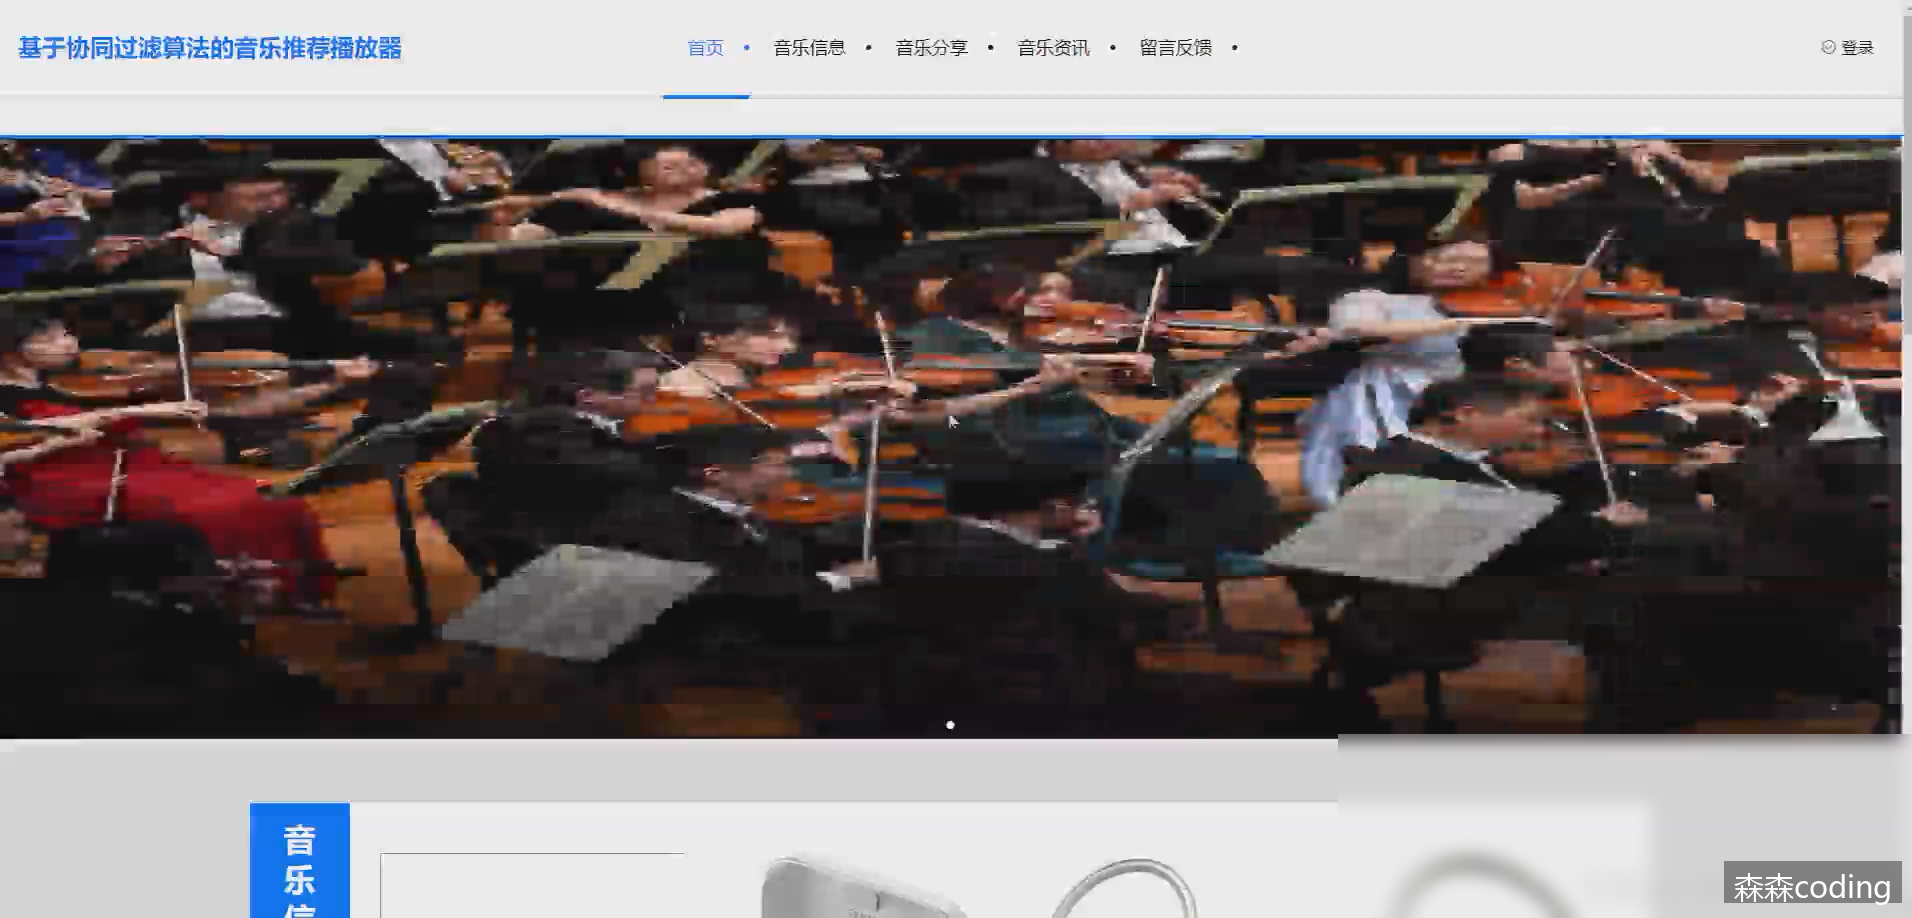 基于协同过滤算法的音乐推荐播放器
首页 • 音乐信息 • 音乐分享 • 音乐资讯 • 留言反馈 •
登录
音
乐
信
森森coding